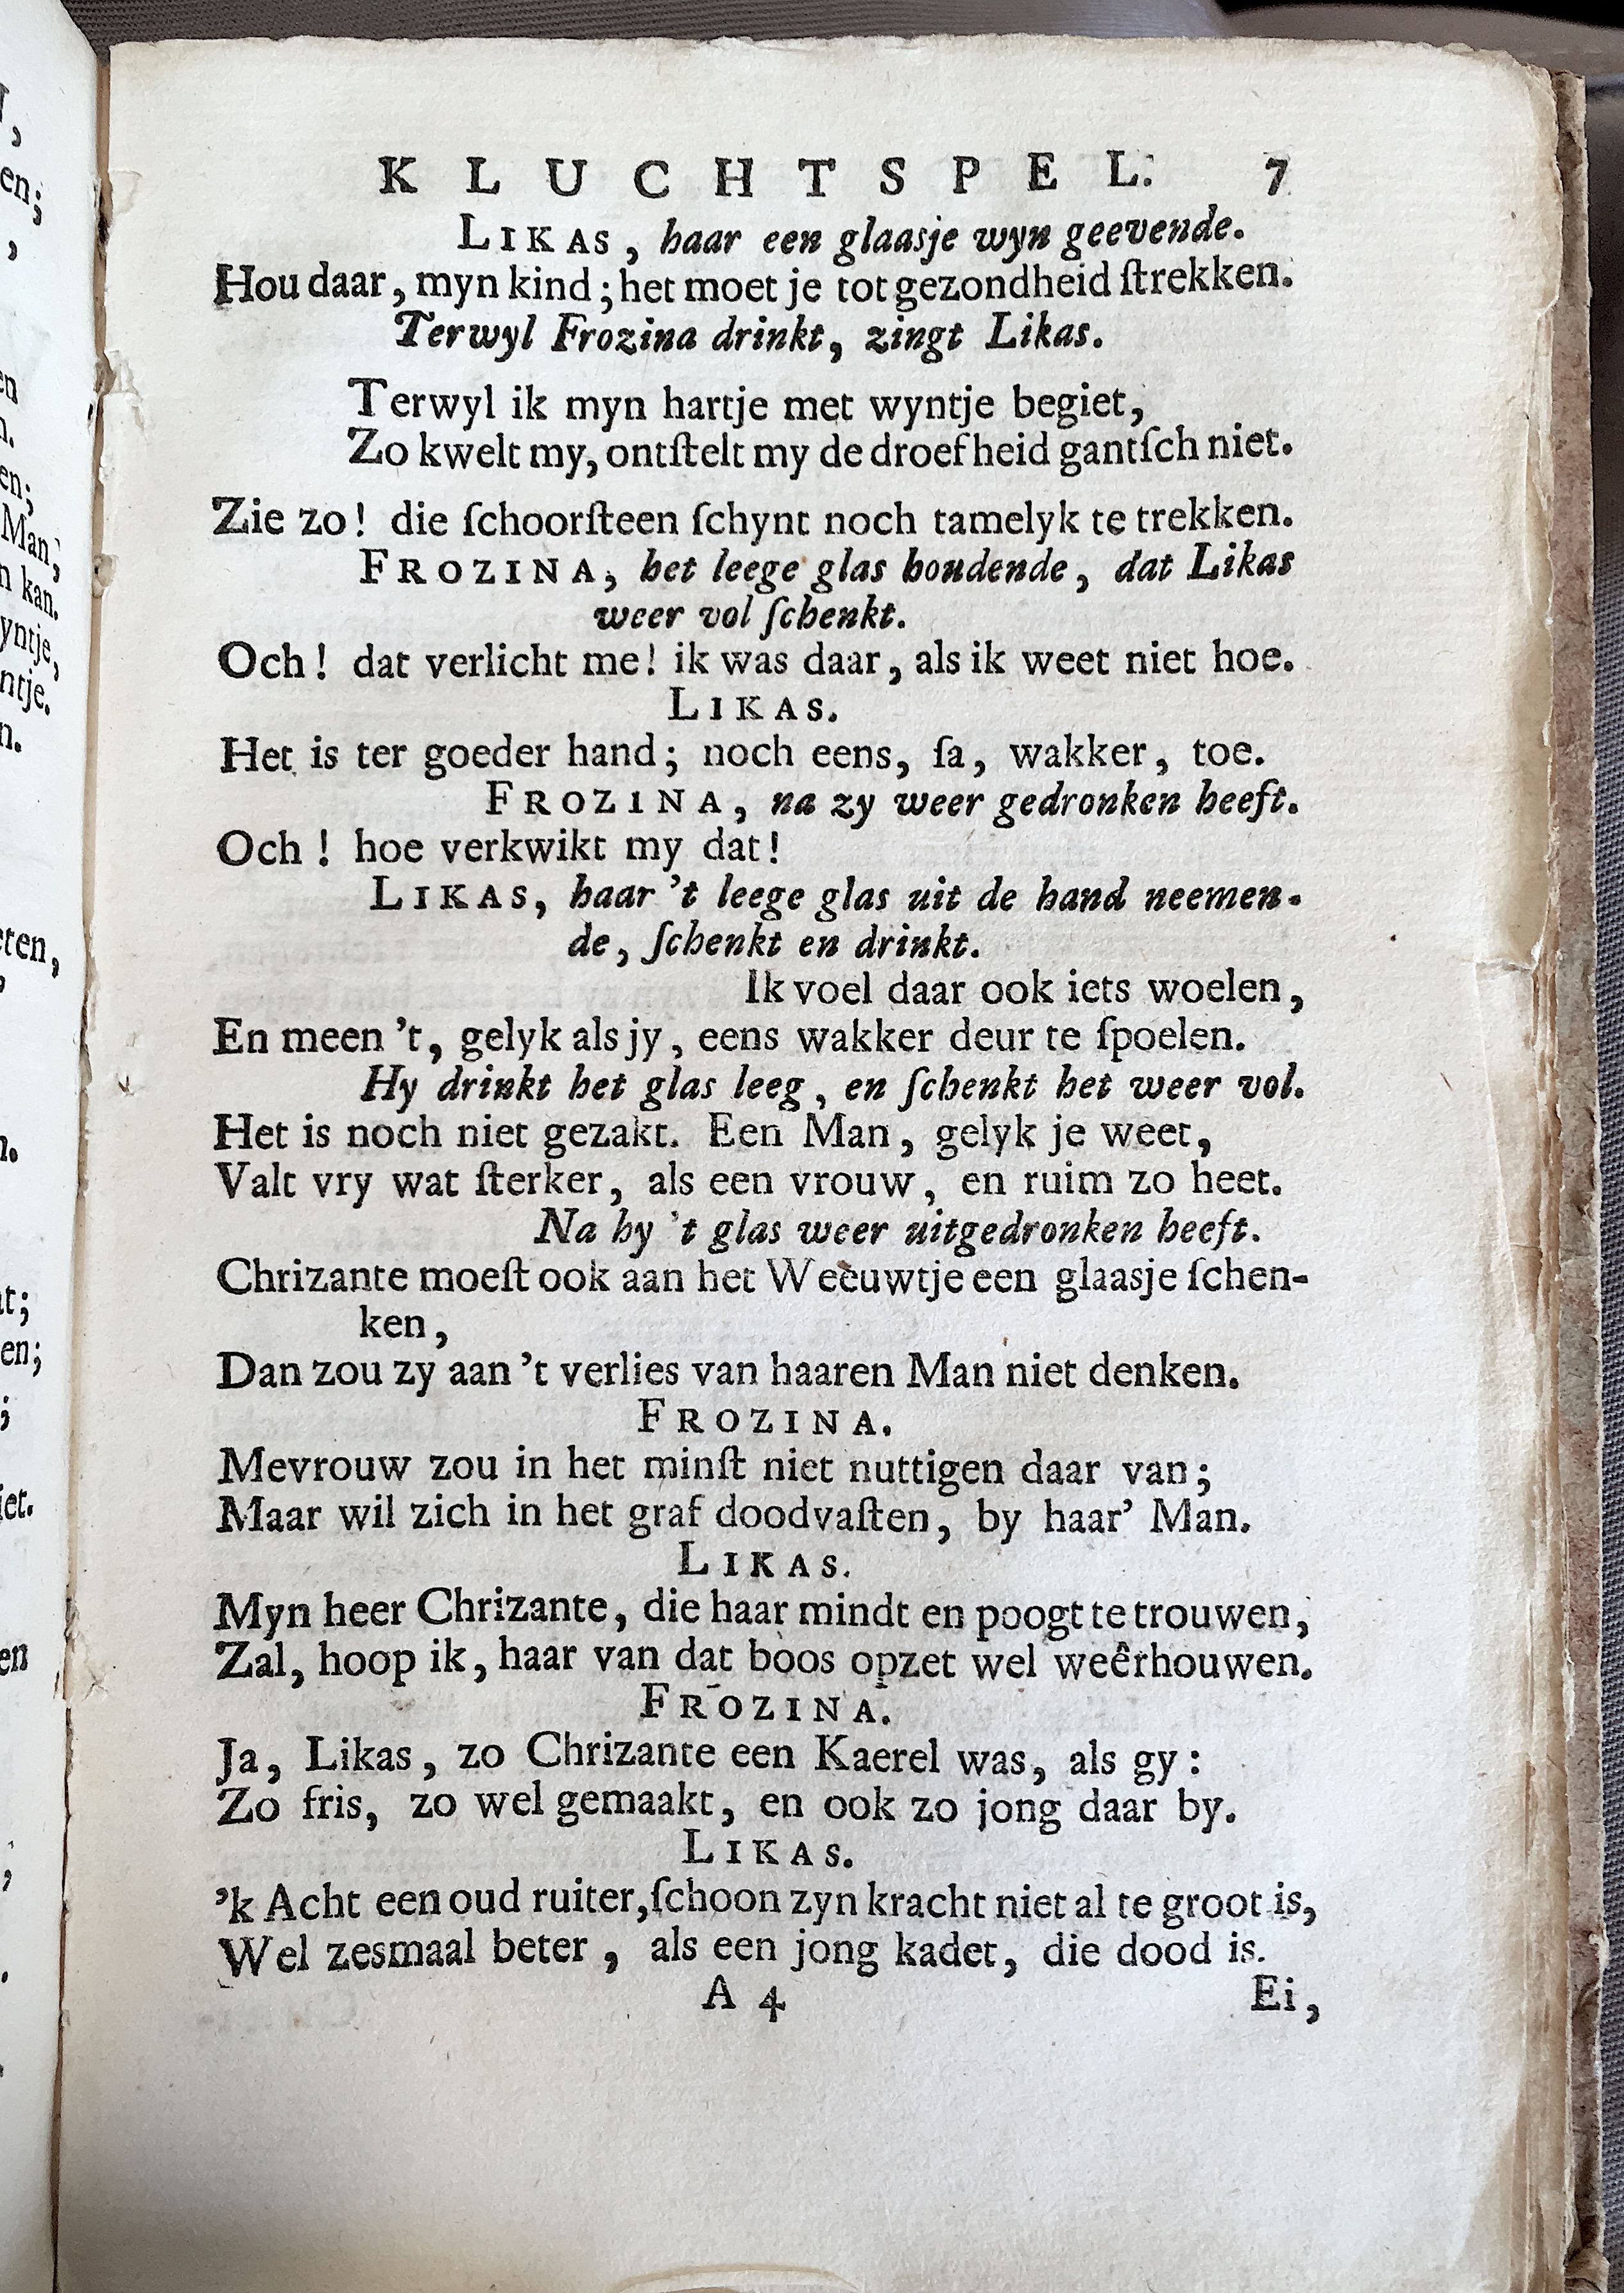 KLUCHTSPEL. 7
LIKAS, haar een glaasje wyn geevende.
Hou daar, myn kind; het moet je tot gezondheid ſtrekken.
Terwyl Frozina drinkt, zingt Likas.
Terwyl ik myn hartje met wyntje begiet,
Zo kwelt my, ontſtelt my de droefheid gantſch niet.
Zie zo! die ſchoorſteen ſchynt noch tamelyk te trekken.
FROZINA, het leege glas houdende, dat Likas
weer vol ſchenkt.
Och! dat verlicht me! ik was daar, als ik weet niet hoe.
LIKAS.
Het is ter goeder hand; noch eens, ſa, wakker, toe.
FROZINA, na zy weer gedronken heeft.
Och! hoe verkwikt my dat!
LIKAS, haar 't leege glas uit de hand neemen-
de, ſchenkt en drinkt.
Ik voel daar ook iets woelen,
En meen 't, gelyk als jy, eens wakker deur te ſpoelen.
Hy drinkt het glas leeg, en ſchenkt het weer vol.
Het is noch niet gezakt. Een Man, gelyk je weet,
Valt vry wat ſterker, als een vrouw, en ruim zo heet.
Na hy 't glas weer uitgedronken heeft.
Chrizante moeſt ook aan het Weeuwtje een glaasje ſchen-
ken,
Dan zou zy aan 't verlies van haaren Man niet denken.
FROZINA.
Mevrouw zou in het minſt niet nuttigen daar van;
Maar wil zich in het graf doodvaſten, by haar' Man.
LIKAS.
Myn heer Chrizante, die haar mindt en poogt te trouwen,
Zal, hoop ik, haar van dat boos opzet wel weêrhouwen.
FROZINA.
Ja, Likas, zo Chrizante een Kaerel was, als gy:
Zo fris, zo wel gemaakt, en ook zo jong daar by.
LIKAS.
'k Acht een oud ruiter, ſchoon zyn kracht niet al te groot is,
Wel zesmaal beter, als een jong kadet, die dood is.
A 4 Ei,